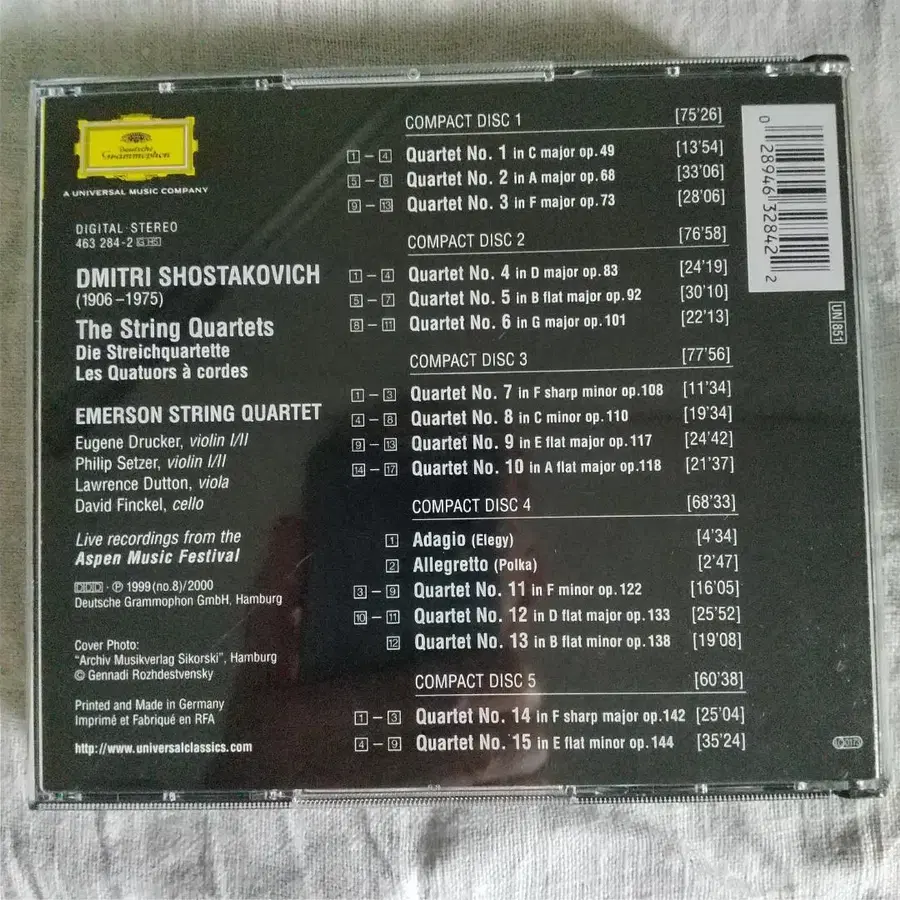 Deutsche
Grammophon
A UNIVERSAL MUSIC COMPANY
DIGITAL·STEREO
463 284-2 GH5
DMITRI SHOSTAKOVICH
(1906–1975)
The String Quartets
Die Streichquartette
Les Quatuors à cordes
EMERSON STRING QUARTET
Eugene Drucker, violin I/II
Philip Setzer, violin I/II
Lawrence Dutton, viola
David Finckel, cello
Live recordings from the
Aspen Music Festival
DDD · ℗ 1999 (no.8)/2000
Deutsche Grammophon GmbH, Hamburg
Cover Photo:
"Archiv Musikverlag Sikorski", Hamburg
© Gennadi Rozhdestvensky
Printed and Made in Germany
Imprimé et Fabriqué en RFA
http://www.universalclassics.com
COMPACT DISC 1 [75'26]
1 – 4 Quartet No. 1 in C major op. 49 [13'54]
5 – 8 Quartet No. 2 in A major op. 68 [33'06]
9 – 13 Quartet No. 3 in F major op. 73 [28'06]
COMPACT DISC 2 [76'58]
1 – 4 Quartet No. 4 in D major op. 83 [24'19]
5 – 7 Quartet No. 5 in B flat major op. 92 [30'10]
8 – 11 Quartet No. 6 in G major op. 101 [22'13]
COMPACT DISC 3 [77'56]
1 – 3 Quartet No. 7 in F sharp minor op. 108 [11'34]
4 – 8 Quartet No. 8 in C minor op. 110 [19'34]
9 – 13 Quartet No. 9 in E flat major op. 117 [24'42]
14 – 17 Quartet No. 10 in A flat major op. 118 [21'37]
COMPACT DISC 4 [68'33]
1 Adagio (Elegy) [4'34]
2 Allegretto (Polka) [2'47]
3 – 9 Quartet No. 11 in F minor op. 122 [16'05]
10 – 11 Quartet No. 12 in D flat major op. 133 [25'52]
12 Quartet No. 13 in B flat minor op. 138 [19'08]
COMPACT DISC 5 [60'38]
1 – 3 Quartet No. 14 in F sharp major op. 142 [25'04]
4 – 9 Quartet No. 15 in E flat minor op. 144 [35'24]
0 28946 32842 2
UN 851